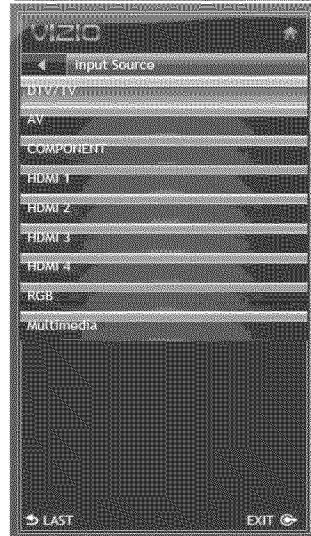 VIZIO
Input Source
DTV/TV
AV
COMPONENT
HDMI 1
HDMI 2
HDMI 3
HDMI 4
RGB
Multimedia
LAST EXIT